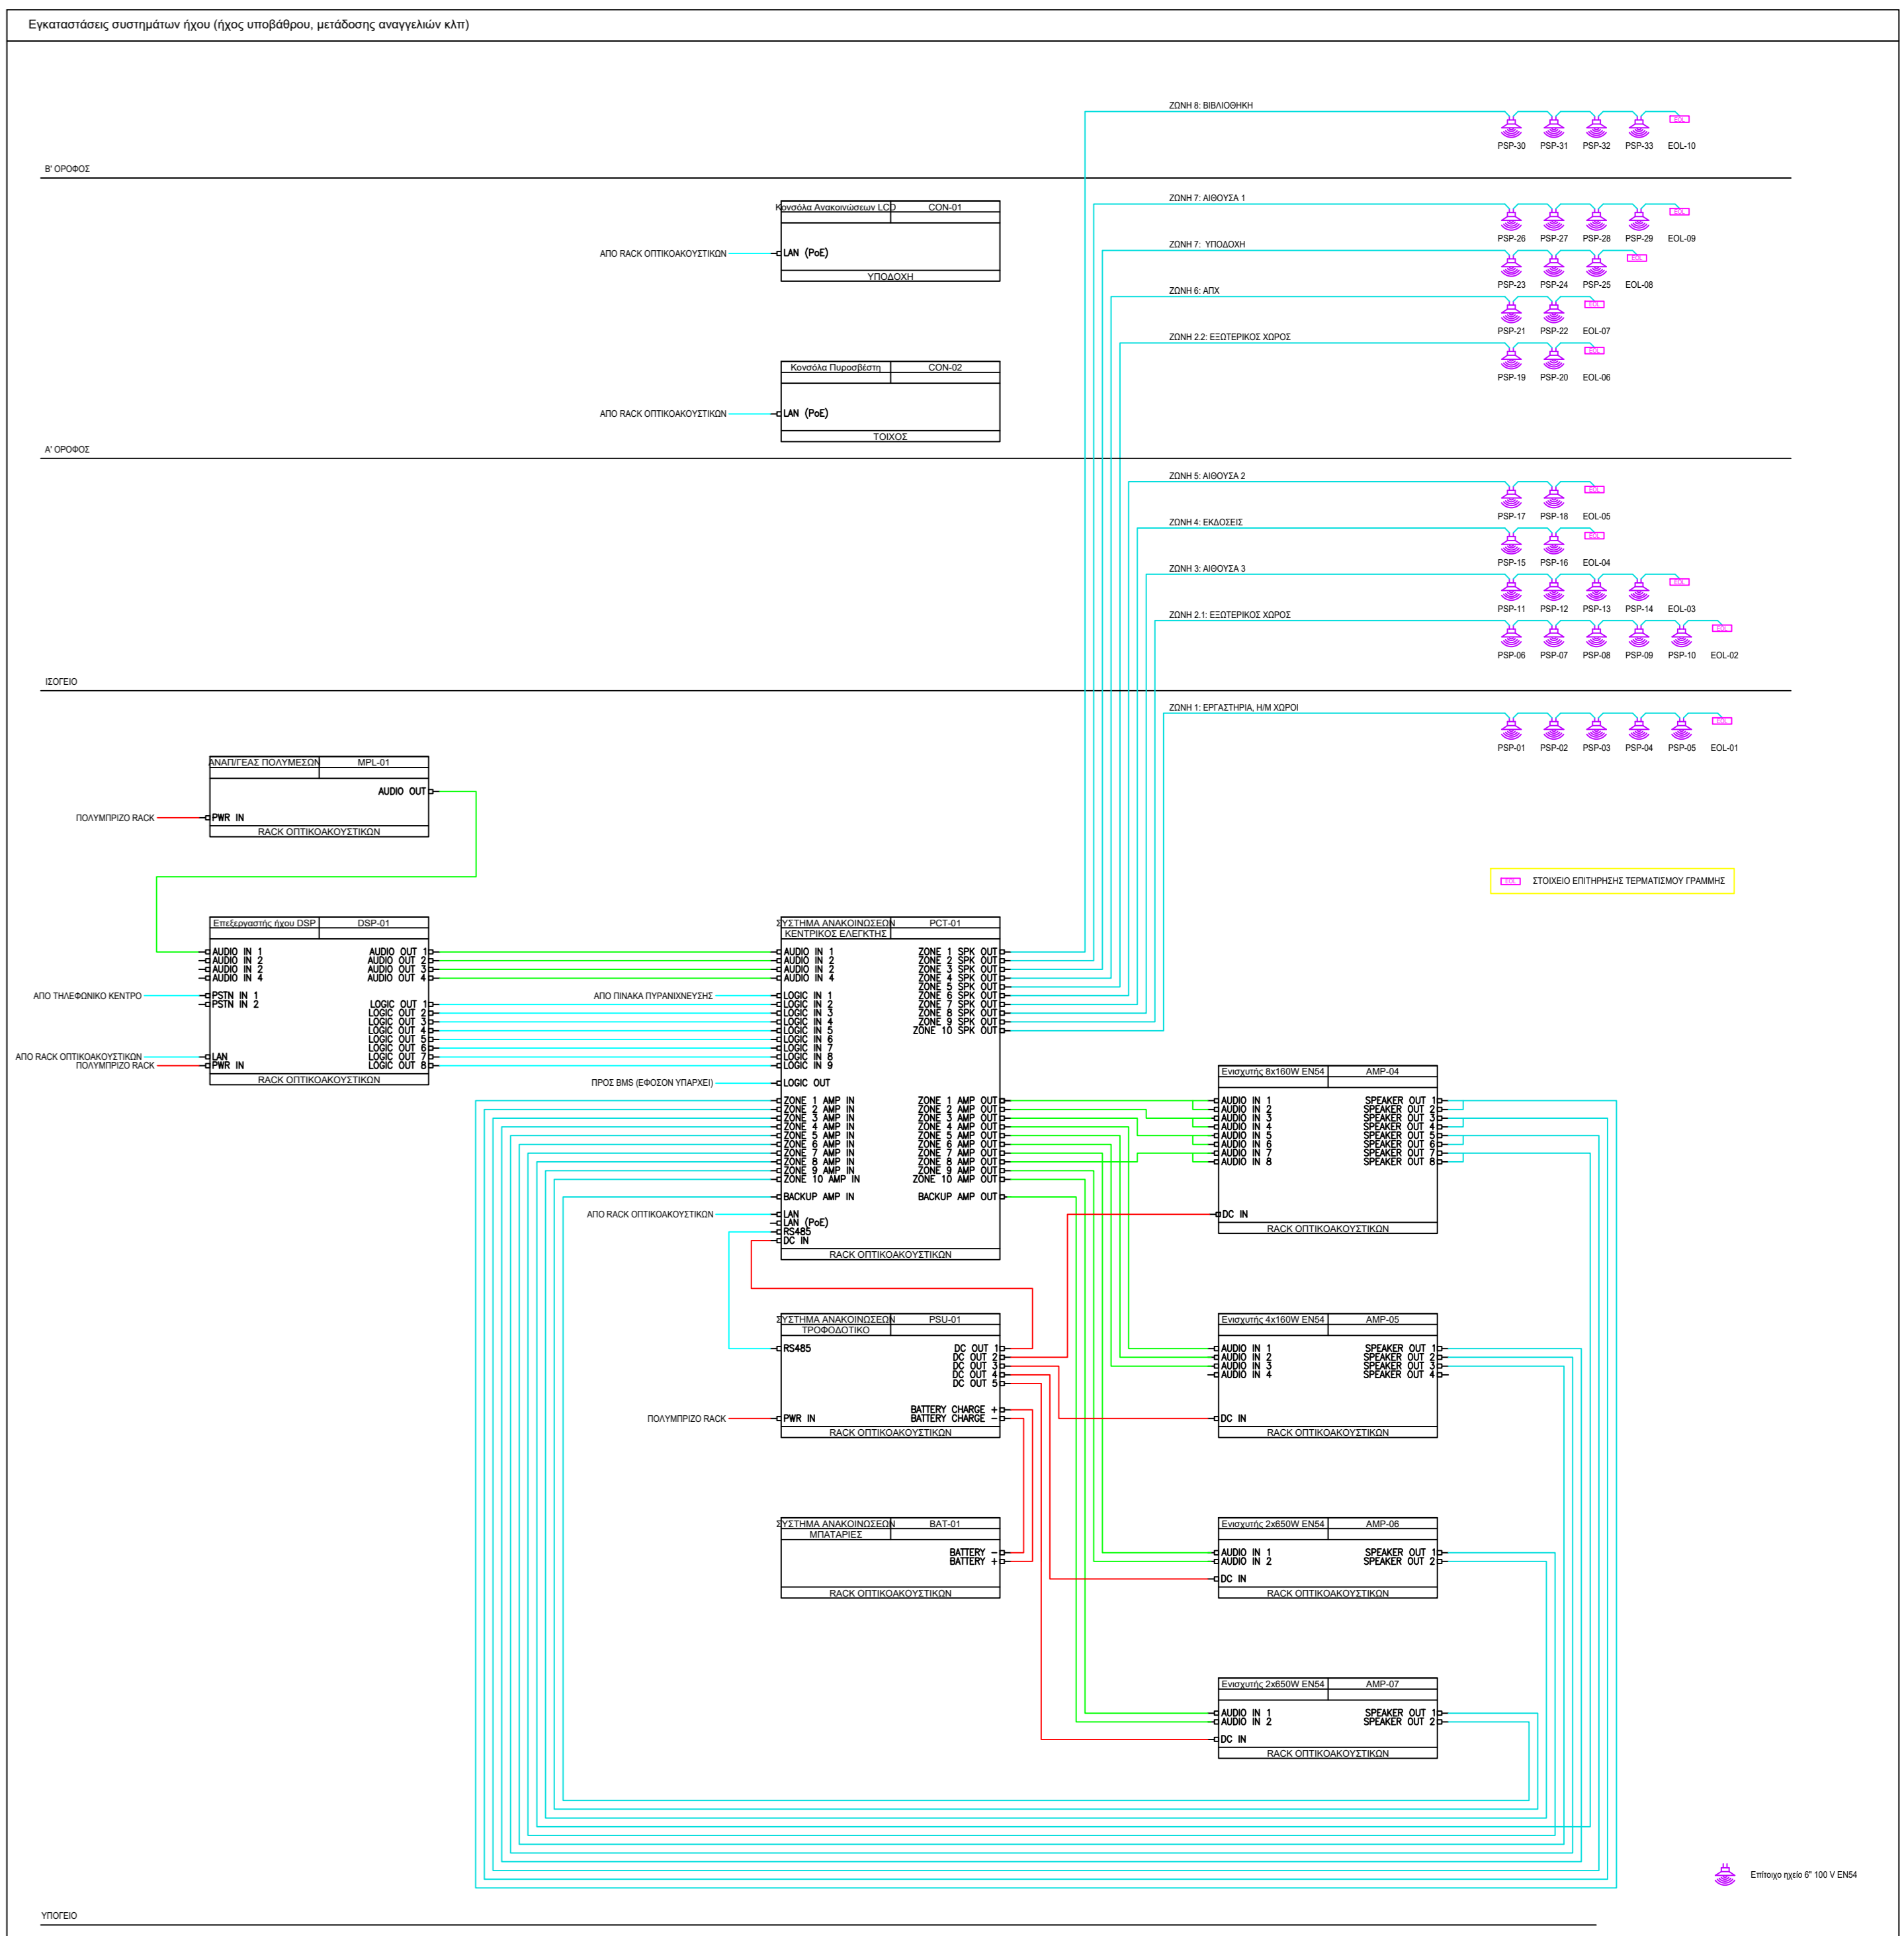 Εγκαταστάσεις συστημάτων ήχου (ήχος υποβάθρου, μετάδοσης αναγγελιών κλπ)
ΖΩΝΗ 8: ΒΙΒΛΙΟΘΗΚΗ
EOL
PSP-30 PSP-31 PSP-32 PSP-33 EOL-10
Β' ΟΡΟΦΟΣ
ΖΩΝΗ 7: ΑΙΘΟΥΣΑ 1
EOL
PSP-26 PSP-27 PSP-28 PSP-29 EOL-09
ΖΩΝΗ 7: ΥΠΟΔΟΧΗ
EOL
PSP-23 PSP-24 PSP-25 EOL-08
ΖΩΝΗ 6: ΑΠΧ
EOL
PSP-21 PSP-22 EOL-07
ΖΩΝΗ 2.2: ΕΞΩΤΕΡΙΚΟΣ ΧΩΡΟΣ
EOL
PSP-19 PSP-20 EOL-06
Κονσόλα Ανακοινώσεων LCD CON-01
ΑΠΟ RACK ΟΠΤΙΚΟΑΚΟΥΣΤΙΚΩΝ
LAN (PoE)
ΥΠΟΔΟΧΗ
Κονσόλα Πυροσβέστη CON-02
ΑΠΟ RACK ΟΠΤΙΚΟΑΚΟΥΣΤΙΚΩΝ
LAN (PoE)
ΤΟΙΧΟΣ
Α' ΟΡΟΦΟΣ
ΖΩΝΗ 5: ΑΙΘΟΥΣΑ 2
EOL
PSP-17 PSP-18 EOL-05
ΖΩΝΗ 4: ΕΚΔΟΣΕΙΣ
EOL
PSP-15 PSP-16 EOL-04
ΖΩΝΗ 3: ΑΙΘΟΥΣΑ 3
EOL
PSP-11 PSP-12 PSP-13 PSP-14 EOL-03
ΖΩΝΗ 2.1: ΕΞΩΤΕΡΙΚΟΣ ΧΩΡΟΣ
EOL
PSP-06 PSP-07 PSP-08 PSP-09 PSP-10 EOL-02
ΙΣΟΓΕΙΟ
ΖΩΝΗ 1: ΕΡΓΑΣΤΗΡΙΑ, Η/Μ ΧΩΡΟΙ
EOL
PSP-01 PSP-02 PSP-03 PSP-04 PSP-05 EOL-01
ΑΝΑΠ/ΓΕΑΣ ΠΟΛΥΜΕΣΩΝ MPL-01
AUDIO OUT
ΠΟΛΥΜΠΡΙΖΟ RACK
PWR IN
RACK ΟΠΤΙΚΟΑΚΟΥΣΤΙΚΩΝ
EOL ΣΤΟΙΧΕΙΟ ΕΠΙΤΗΡΗΣΗΣ ΤΕΡΜΑΤΙΣΜΟΥ ΓΡΑΜΜΗΣ
Επεξεργαστής ήχου DSP DSP-01
AUDIO IN 1 AUDIO OUT 1
AUDIO IN 2 AUDIO OUT 2
AUDIO IN 2 AUDIO OUT 3
AUDIO IN 4 AUDIO OUT 4
ΑΠΟ ΤΗΛΕΦΩΝΙΚΟ ΚΕΝΤΡΟ
PSTN IN 1
PSTN IN 2 LOGIC OUT 1
LOGIC OUT 2
LOGIC OUT 3
LOGIC OUT 4
LOGIC OUT 5
LOGIC OUT 6
ΑΠΟ RACK ΟΠΤΙΚΟΑΚΟΥΣΤΙΚΩΝ
LAN LOGIC OUT 7
ΠΟΛΥΜΠΡΙΖΟ RACK
PWR IN LOGIC OUT 8
RACK ΟΠΤΙΚΟΑΚΟΥΣΤΙΚΩΝ
ΣΥΣΤΗΜΑ ΑΝΑΚΟΙΝΩΣΕΩΝ PCT-01
ΚΕΝΤΡΙΚΟΣ ΕΛΕΓΚΤΗΣ
AUDIO IN 1 ZONE 1 SPK OUT
AUDIO IN 2 ZONE 2 SPK OUT
AUDIO IN 2 ZONE 3 SPK OUT
AUDIO IN 4 ZONE 4 SPK OUT
ZONE 5 SPK OUT
ΑΠΟ ΠΙΝΑΚΑ ΠΥΡΑΝΙΧΝΕΥΣΗΣ
LOGIC IN 1 ZONE 6 SPK OUT
LOGIC IN 2 ZONE 7 SPK OUT
LOGIC IN 3 ZONE 8 SPK OUT
LOGIC IN 4 ZONE 9 SPK OUT
LOGIC IN 5 ZONE 10 SPK OUT
LOGIC IN 6
LOGIC IN 7
LOGIC IN 8
LOGIC IN 9
ΠΡΟΣ BMS (ΕΦΟΣΟΝ ΥΠΑΡΧΕΙ)
LOGIC OUT
ZONE 1 AMP IN ZONE 1 AMP OUT
ZONE 2 AMP IN ZONE 2 AMP OUT
ZONE 3 AMP IN ZONE 3 AMP OUT
ZONE 4 AMP IN ZONE 4 AMP OUT
ZONE 5 AMP IN ZONE 5 AMP OUT
ZONE 6 AMP IN ZONE 6 AMP OUT
ZONE 7 AMP IN ZONE 7 AMP OUT
ZONE 8 AMP IN ZONE 8 AMP OUT
ZONE 9 AMP IN ZONE 9 AMP OUT
ZONE 10 AMP IN ZONE 10 AMP OUT
BACKUP AMP IN BACKUP AMP OUT
ΑΠΟ RACK ΟΠΤΙΚΟΑΚΟΥΣΤΙΚΩΝ
LAN
LAN (PoE)
RS485
DC IN
RACK ΟΠΤΙΚΟΑΚΟΥΣΤΙΚΩΝ
Ενισχυτής 8x160W EN54 AMP-04
AUDIO IN 1 SPEAKER OUT 1
AUDIO IN 2 SPEAKER OUT 2
AUDIO IN 3 SPEAKER OUT 3
AUDIO IN 4 SPEAKER OUT 4
AUDIO IN 5 SPEAKER OUT 5
AUDIO IN 6 SPEAKER OUT 6
AUDIO IN 7 SPEAKER OUT 7
AUDIO IN 8 SPEAKER OUT 8
DC IN
RACK ΟΠΤΙΚΟΑΚΟΥΣΤΙΚΩΝ
ΣΥΣΤΗΜΑ ΑΝΑΚΟΙΝΩΣΕΩΝ PSU-01
ΤΡΟΦΟΔΟΤΙΚΟ
RS485 DC OUT 1
DC OUT 2
DC OUT 3
DC OUT 4
DC OUT 5
BATTERY CHARGE +
ΠΟΛΥΜΠΡΙΖΟ RACK
PWR IN BATTERY CHARGE -
RACK ΟΠΤΙΚΟΑΚΟΥΣΤΙΚΩΝ
Ενισχυτής 4x160W EN54 AMP-05
AUDIO IN 1 SPEAKER OUT 1
AUDIO IN 2 SPEAKER OUT 2
AUDIO IN 3 SPEAKER OUT 3
AUDIO IN 4 SPEAKER OUT 4
DC IN
RACK ΟΠΤΙΚΟΑΚΟΥΣΤΙΚΩΝ
ΣΥΣΤΗΜΑ ΑΝΑΚΟΙΝΩΣΕΩΝ BAT-01
ΜΠΑΤΑΡΙΕΣ
BATTERY -
BATTERY +
RACK ΟΠΤΙΚΟΑΚΟΥΣΤΙΚΩΝ
Ενισχυτής 2x650W EN54 AMP-06
AUDIO IN 1 SPEAKER OUT 1
AUDIO IN 2 SPEAKER OUT 2
DC IN
RACK ΟΠΤΙΚΟΑΚΟΥΣΤΙΚΩΝ
Ενισχυτής 2x650W EN54 AMP-07
AUDIO IN 1 SPEAKER OUT 1
AUDIO IN 2 SPEAKER OUT 2
DC IN
RACK ΟΠΤΙΚΟΑΚΟΥΣΤΙΚΩΝ
Επίτοιχο ηχείο 6" 100 V EN54
ΥΠΟΓΕΙΟ